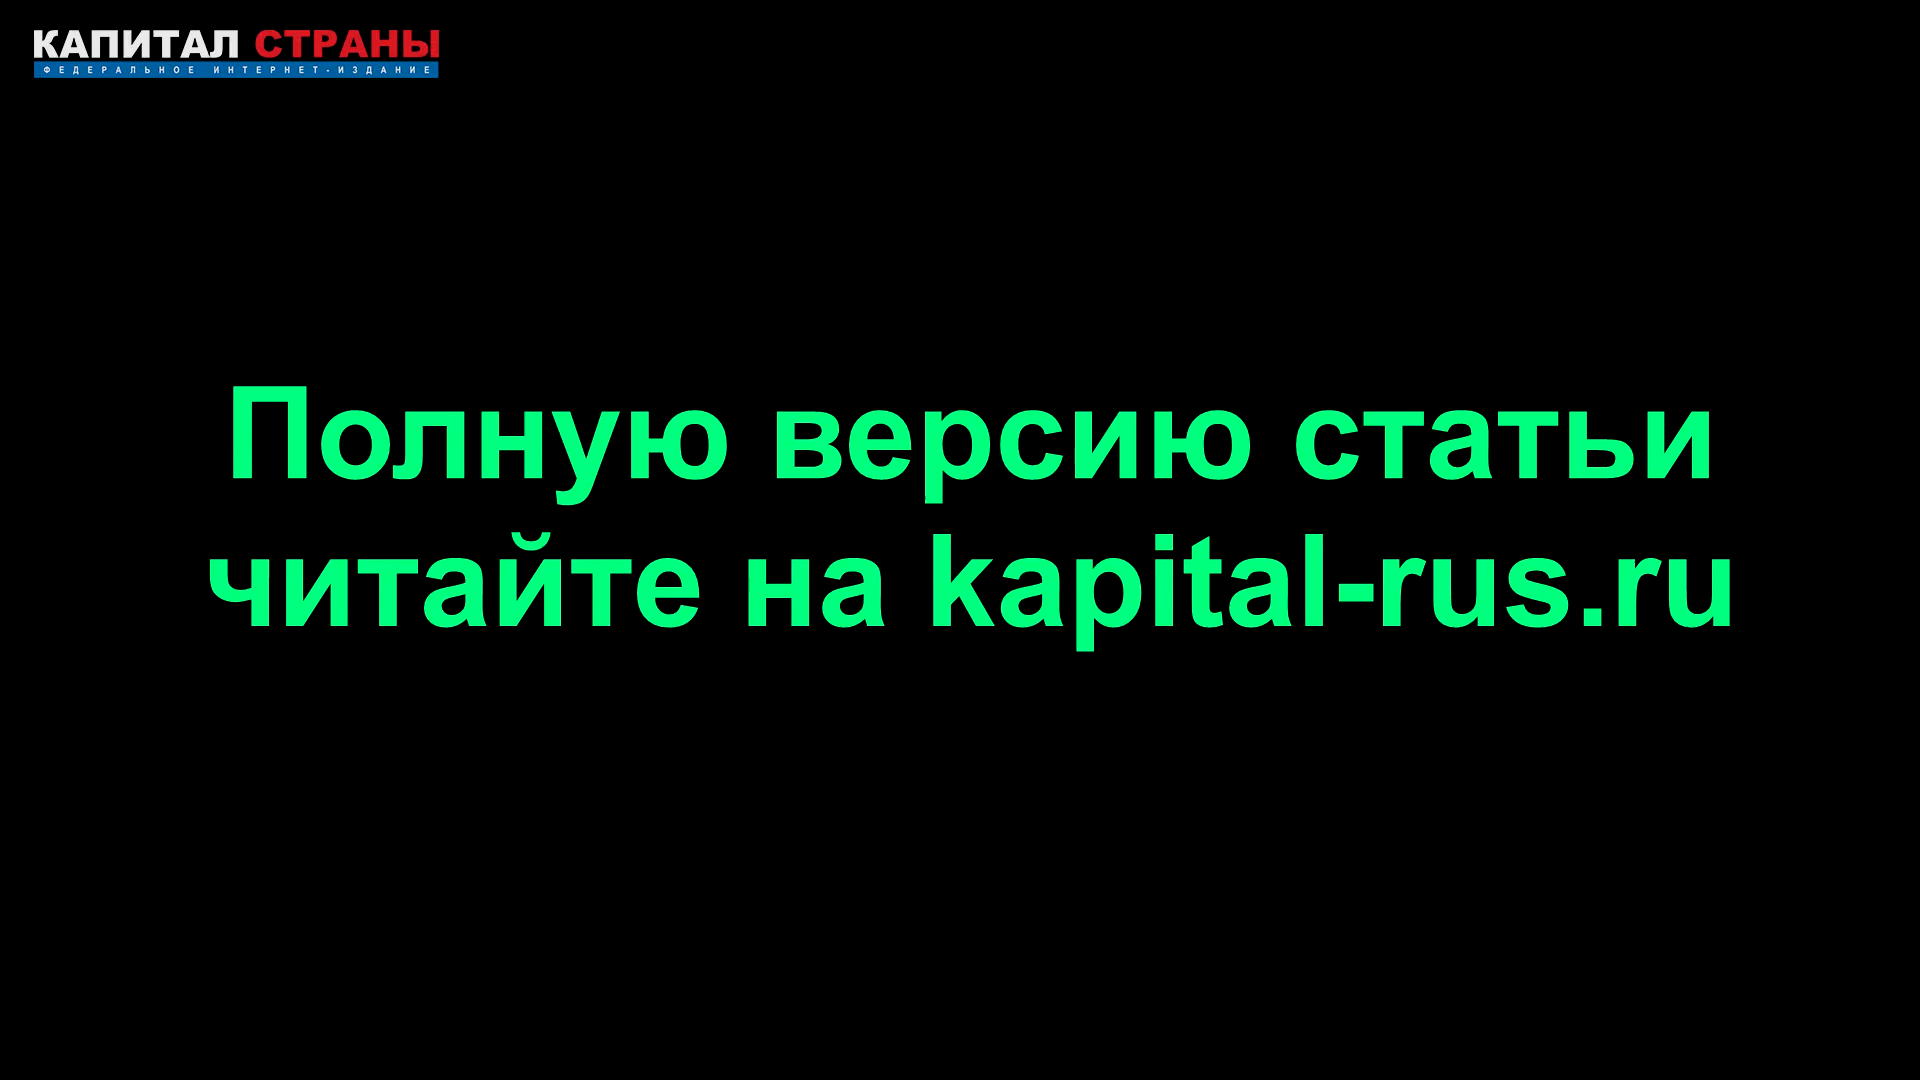 КАПИТАЛ СТРАНЫ
ФЕДЕРАЛЬНОЕ ИНТЕРНЕТ-ИЗДАНИЕ
Полную версию статьи
читайте на kapital-rus.ru